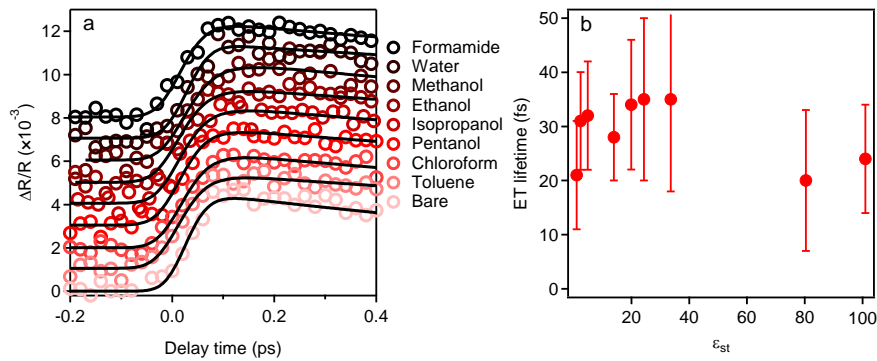 a
12
10
8
6
4
2
0
ΔR/R (×10⁻³)
-0.2
0.0
0.2
0.4
Delay time (ps)
Formamide
Water
Methanol
Ethanol
Isopropanol
Pentanol
Chloroform
Toluene
Bare
b
50
40
30
20
10
0
ET lifetime (fs)
20
40
60
80
100
εst